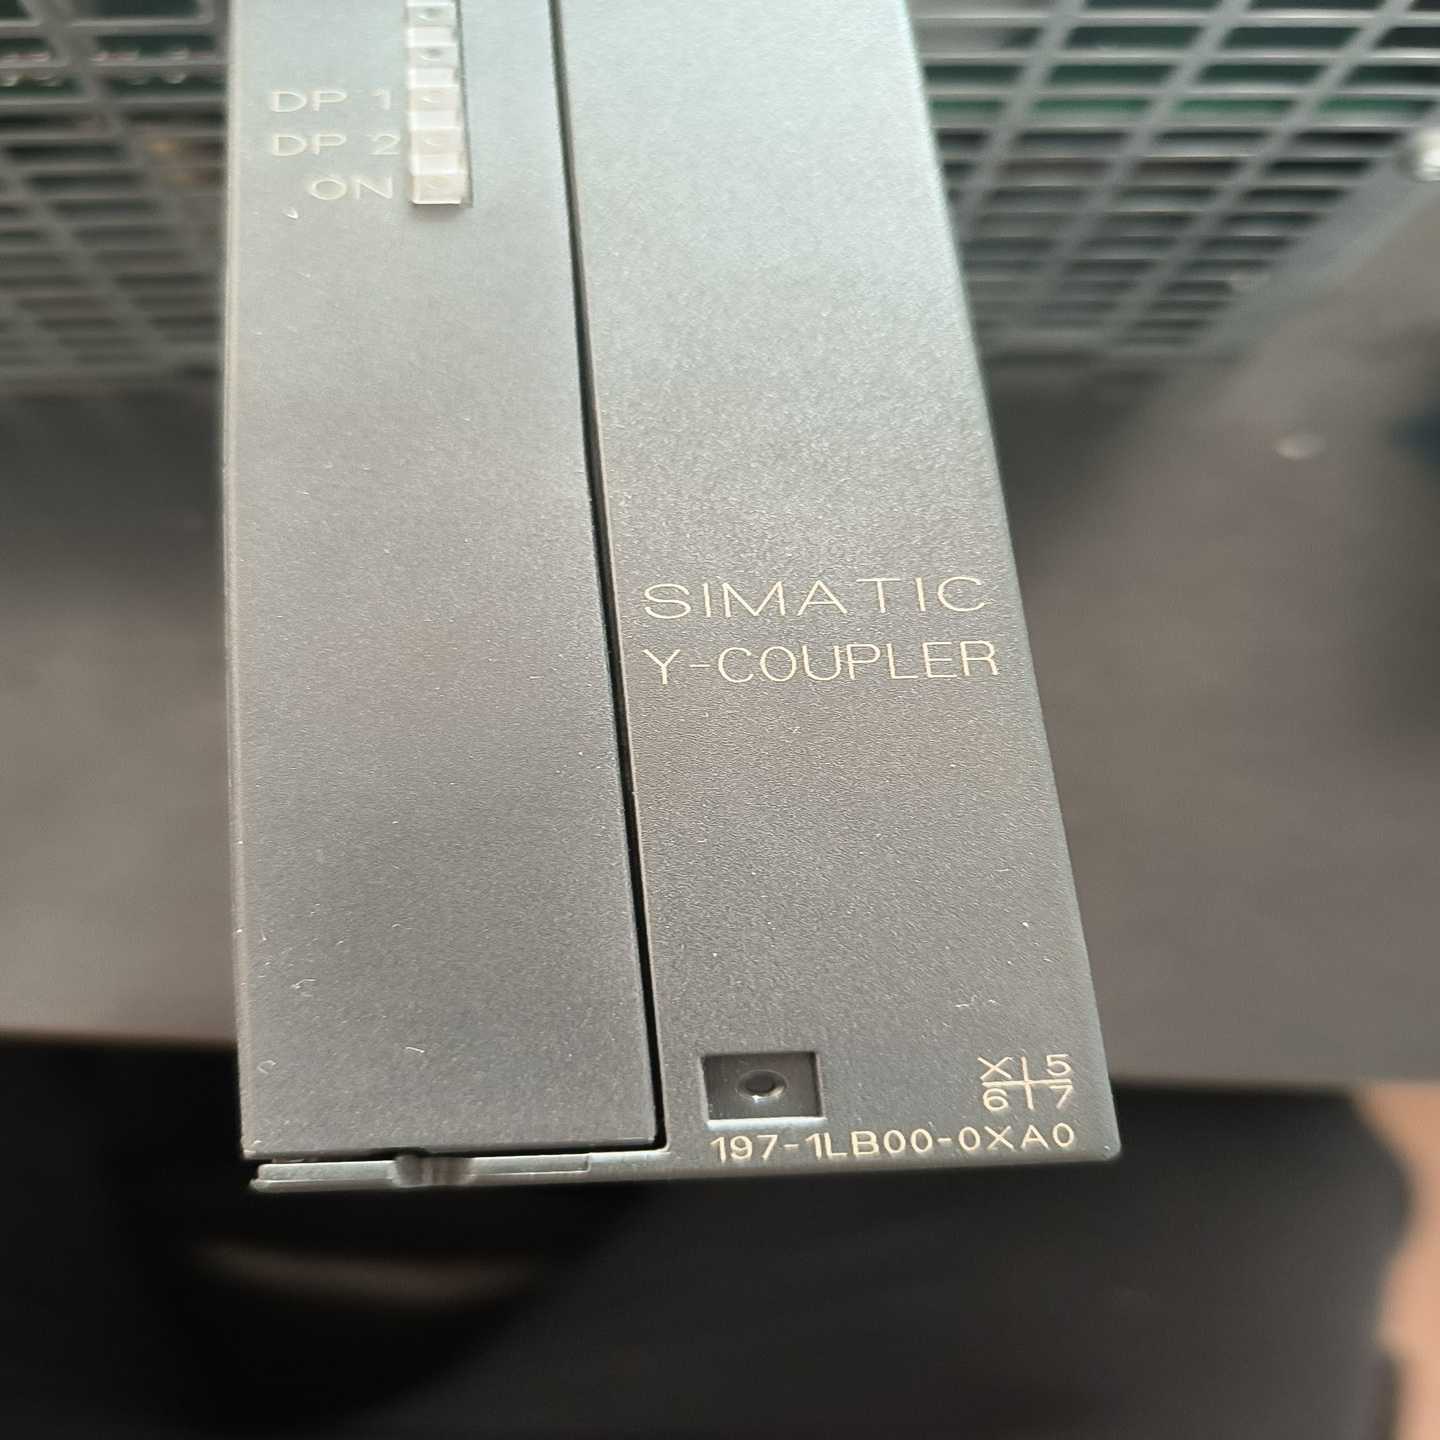 DP 1
DP 2
ON
SIMATIC
Y-COUPLER
X 5
6 7
197-1LB00-0XA0